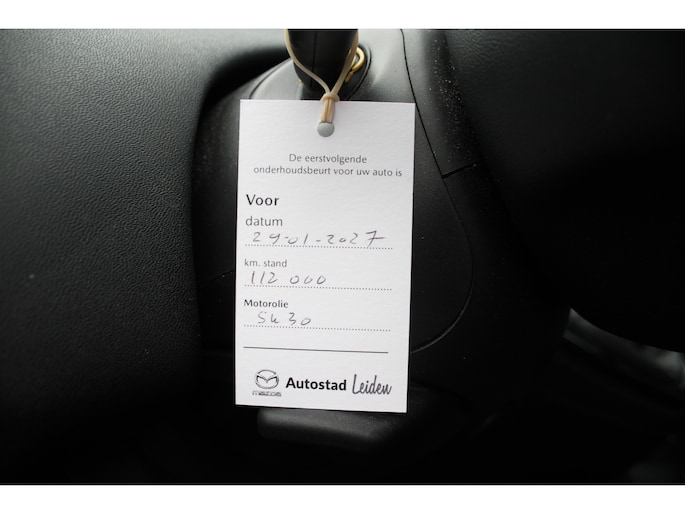 De eerstvolgende
onderhoudsbeurt voor uw auto is
Voor
datum
29-01-2027
km. stand
112 000
Motorolie
5W30
mazda
Autostad Leiden